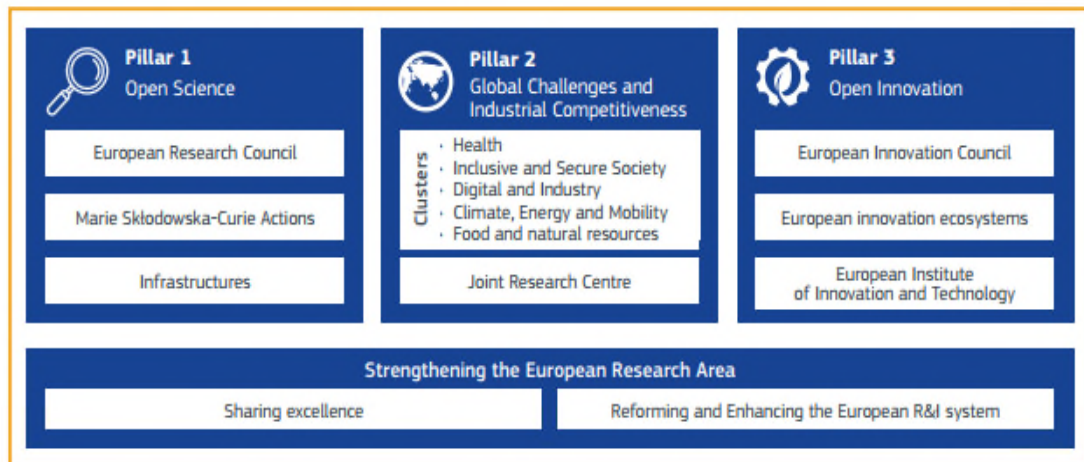 Pillar 1
Open Science
European Research Council
Marie Skłodowska-Curie Actions
Infrastructures
Pillar 2
Global Challenges and
Industrial Competitiveness
Clusters
· Health
· Inclusive and Secure Society
· Digital and Industry
· Climate, Energy and Mobility
· Food and natural resources
Joint Research Centre
Pillar 3
Open Innovation
European Innovation Council
European innovation ecosystems
European Institute
of Innovation and Technology
Strengthening the European Research Area
Sharing excellence
Reforming and Enhancing the European R&I system